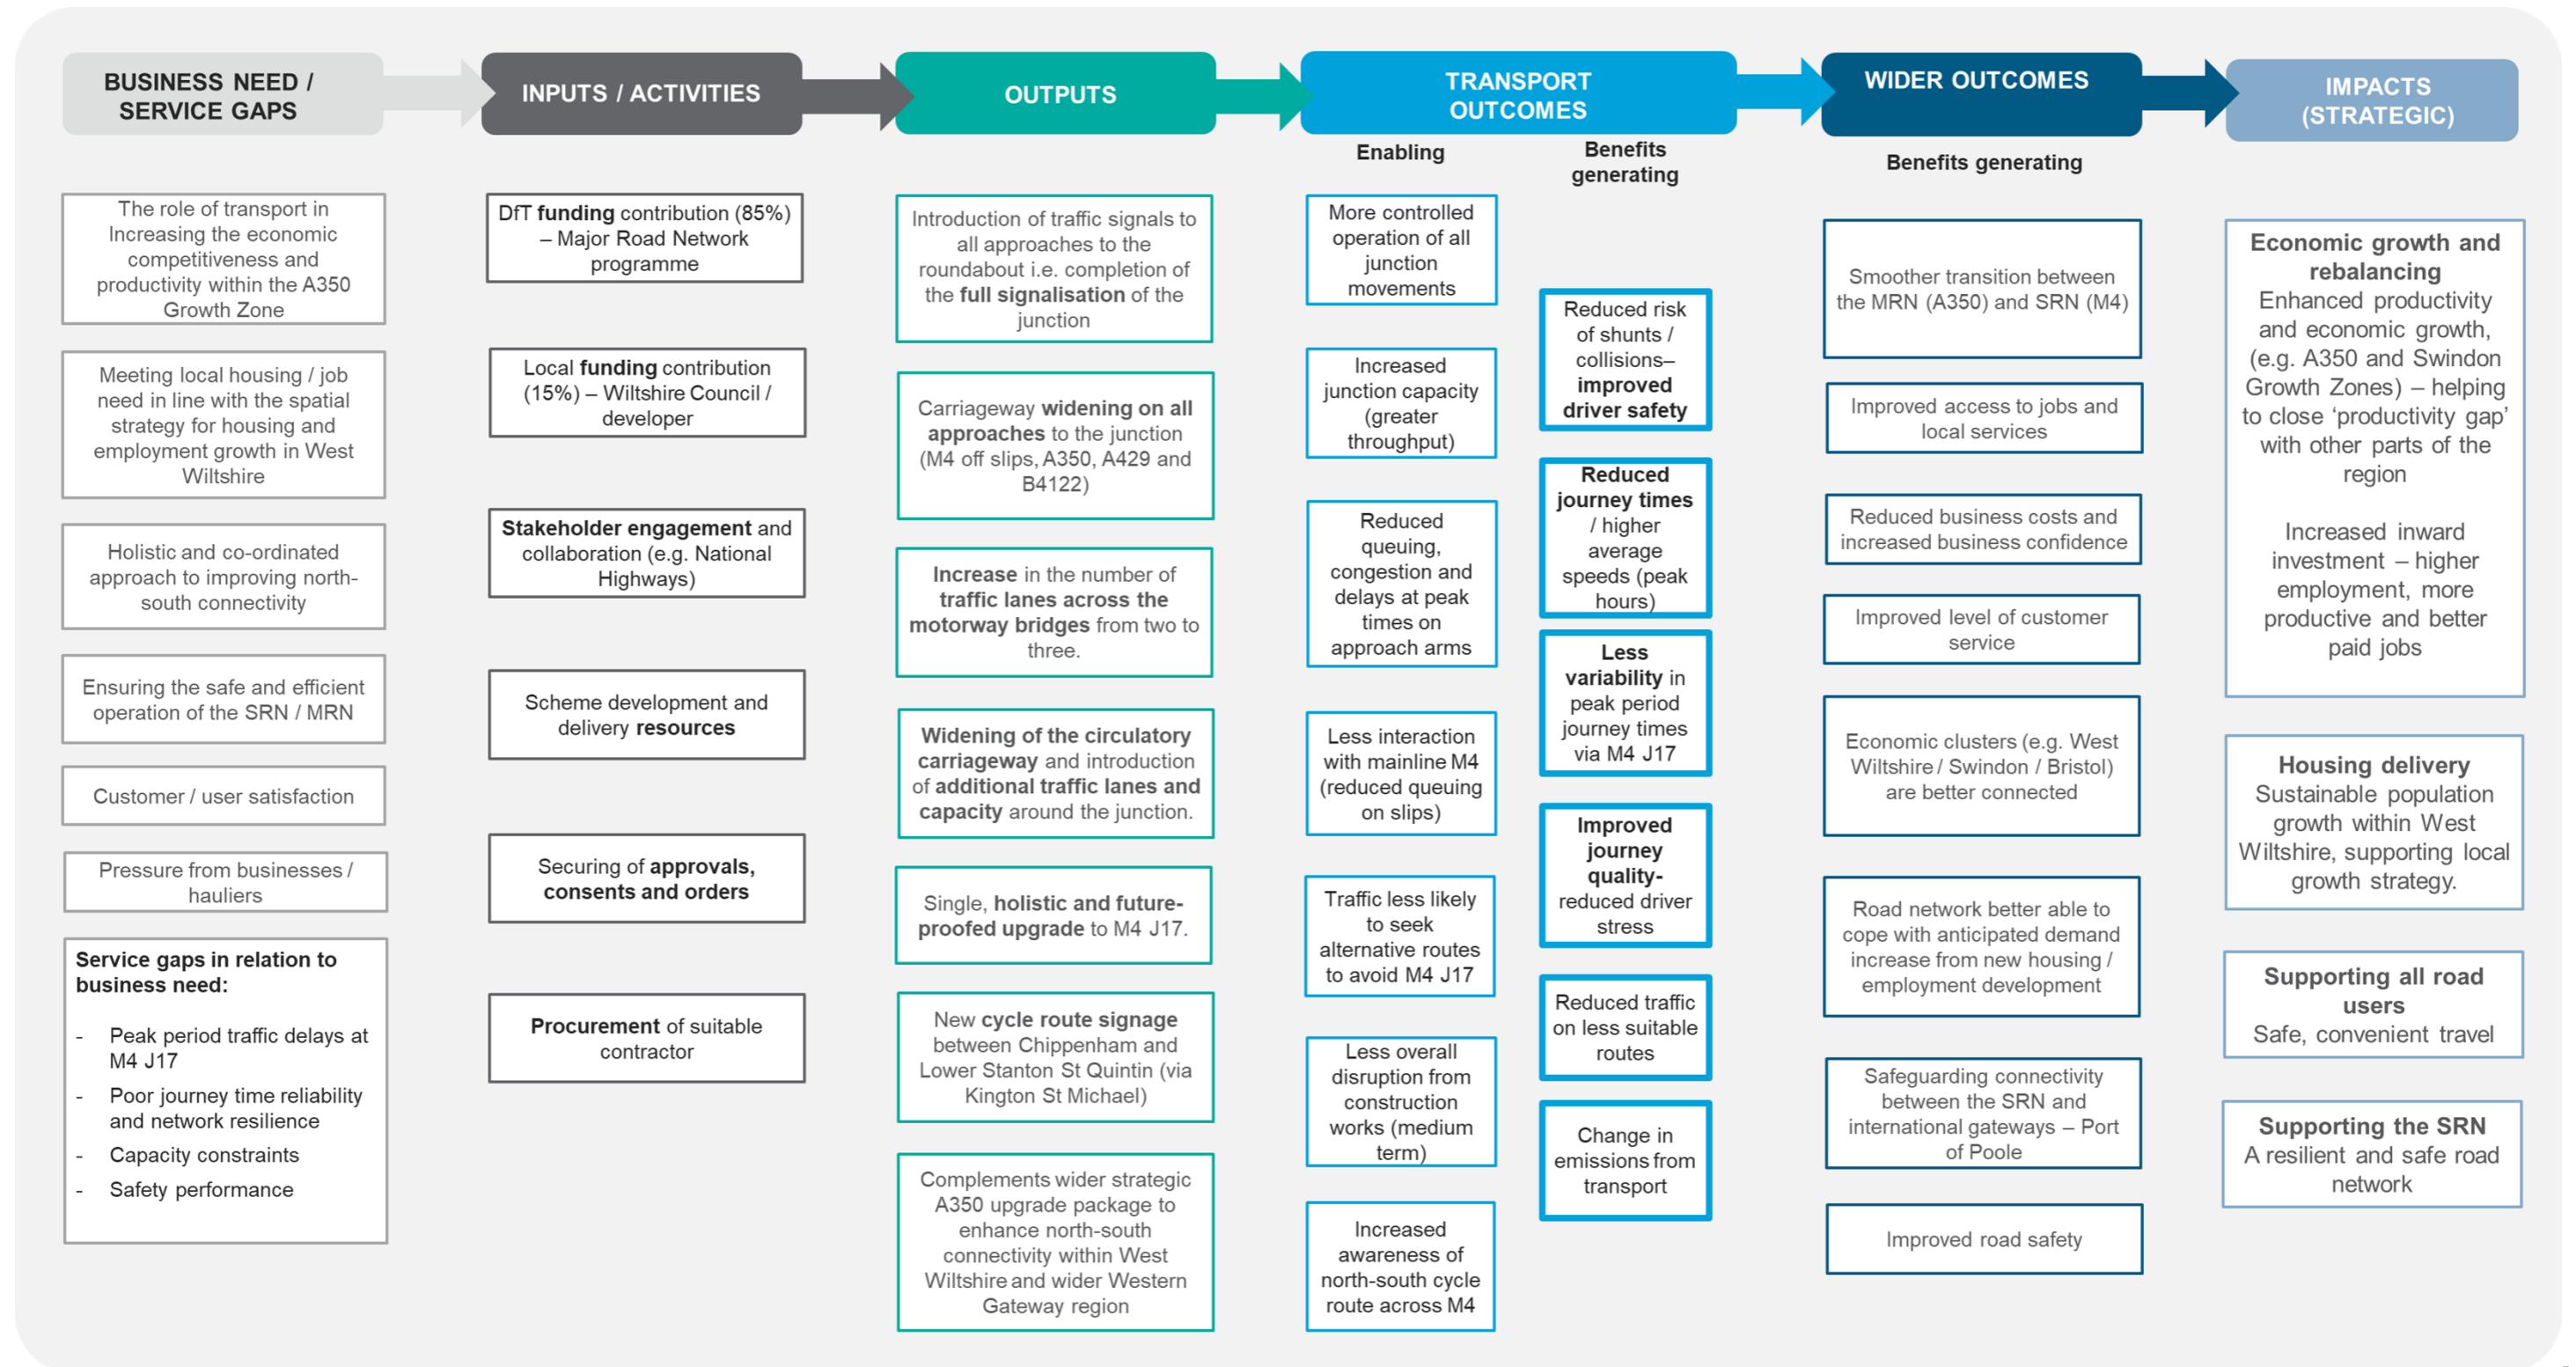 BUSINESS NEED /
SERVICE GAPS
INPUTS / ACTIVITIES
OUTPUTS
TRANSPORT
OUTCOMES
WIDER OUTCOMES
IMPACTS
(STRATEGIC)
Enabling
Benefits
generating
Benefits generating
The role of transport in
Increasing the economic
competitiveness and
productivity within the A350
Growth Zone
Meeting local housing / job
need in line with the spatial
strategy for housing and
employment growth in West
Wiltshire
Holistic and co-ordinated
approach to improving north-
south connectivity
Ensuring the safe and efficient
operation of the SRN / MRN
Customer / user satisfaction
Pressure from businesses /
hauliers
Service gaps in relation to
business need:
- Peak period traffic delays at
M4 J17
- Poor journey time reliability
and network resilience
- Capacity constraints
- Safety performance
DfT funding contribution (85%)
– Major Road Network
programme
Local funding contribution
(15%) – Wiltshire Council /
developer
Stakeholder engagement and
collaboration (e.g. National
Highways)
Scheme development and
delivery resources
Securing of approvals,
consents and orders
Procurement of suitable
contractor
Introduction of traffic signals to
all approaches to the
roundabout i.e. completion of
the full signalisation of the
junction
Carriageway widening on all
approaches to the junction
(M4 off slips, A350, A429 and
B4122)
Increase in the number of
traffic lanes across the
motorway bridges from two to
three.
Widening of the circulatory
carriageway and introduction
of additional traffic lanes and
capacity around the junction.
Single, holistic and future-
proofed upgrade to M4 J17.
New cycle route signage
between Chippenham and
Lower Stanton St Quintin (via
Kington St Michael)
Complements wider strategic
A350 upgrade package to
enhance north-south
connectivity within West
Wiltshire and wider Western
Gateway region
More controlled
operation of all
junction
movements
Increased
junction capacity
(greater
throughput)
Reduced
queuing,
congestion and
delays at peak
times on
approach arms
Less interaction
with mainline M4
(reduced queuing
on slips)
Traffic less likely
to seek
alternative routes
to avoid M4 J17
Less overall
disruption from
construction
works (medium
term)
Increased
awareness of
north-south cycle
route across M4
Reduced risk
of shunts /
collisions–
improved
driver safety
Reduced
journey times
/ higher
average
speeds (peak
hours)
Less
variability in
peak period
journey times
via M4 J17
Improved
journey
quality-
reduced driver
stress
Reduced traffic
on less suitable
routes
Change in
emissions from
transport
Smoother transition between
the MRN (A350) and SRN (M4)
Improved access to jobs and
local services
Reduced business costs and
increased business confidence
Improved level of customer
service
Economic clusters (e.g. West
Wiltshire / Swindon / Bristol)
are better connected
Road network better able to
cope with anticipated demand
increase from new housing /
employment development
Safeguarding connectivity
between the SRN and
international gateways – Port
of Poole
Improved road safety
Economic growth and
rebalancing
Enhanced productivity
and economic growth,
(e.g. A350 and Swindon
Growth Zones) – helping
to close ‘productivity gap’
with other parts of the
region
Increased inward
investment – higher
employment, more
productive and better
paid jobs
Housing delivery
Sustainable population
growth within West
Wiltshire, supporting local
growth strategy.
Supporting all road
users
Safe, convenient travel
Supporting the SRN
A resilient and safe road
network